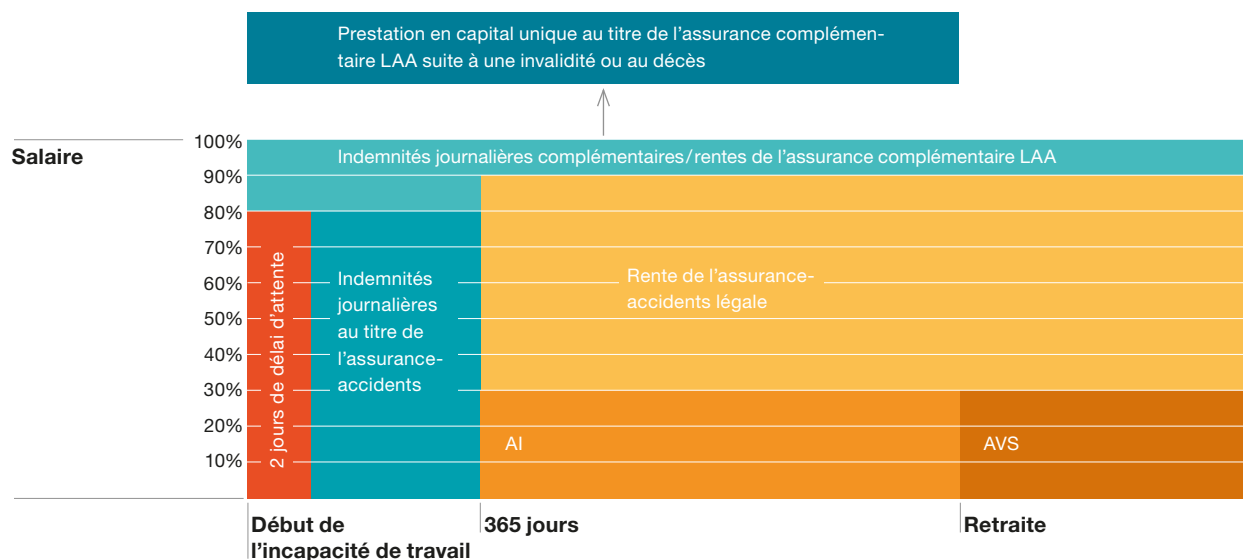 Prestation en capital unique au titre de l’assurance complémen-
taire LAA suite à une invalidité ou au décès
Salaire
100%
90%
80%
70%
60%
50%
40%
30%
20%
10%
Indemnités journalières complémentaires/rentes de l’assurance complémentaire LAA
2 jours de délai d’attente
Indemnités
journalières
au titre de
l’assurance-
accidents
Rente de l’assurance-
accidents légale
AI
AVS
Début de
l’incapacité de travail
365 jours
Retraite